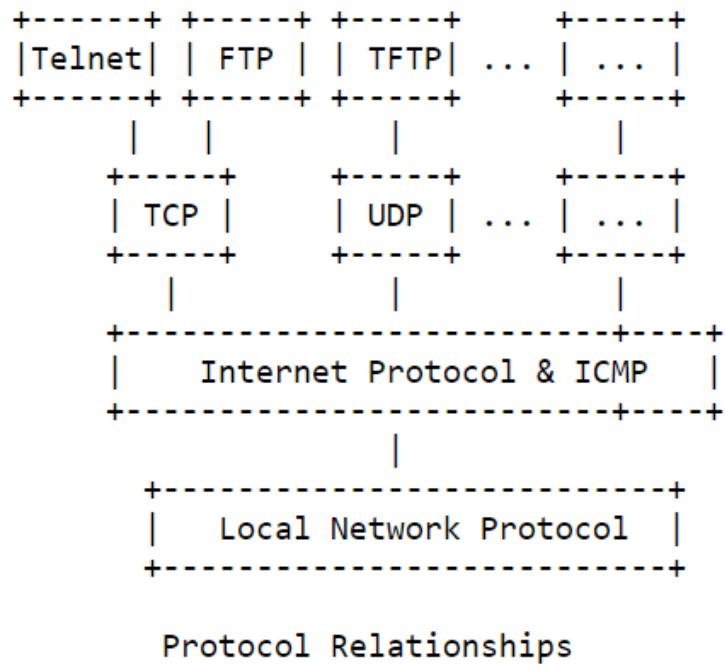 +------+ +-----+ +-----+     +-----+
|Telnet| | FTP | | TFTP| ... | ... |
+------+ +-----+ +-----+     +-----+
      |   |         |           |
     +-----+     +-----+     +-----+
     | TCP |     | UDP | ... | ... |
     +-----+     +-----+     +-----+
        |           |           |
     +--------------------------+----+
     |    Internet Protocol & ICMP   |
     +--------------------------+----+
                    |
       +---------------------------+
       |   Local Network Protocol  |
       +---------------------------+
        Protocol Relationships